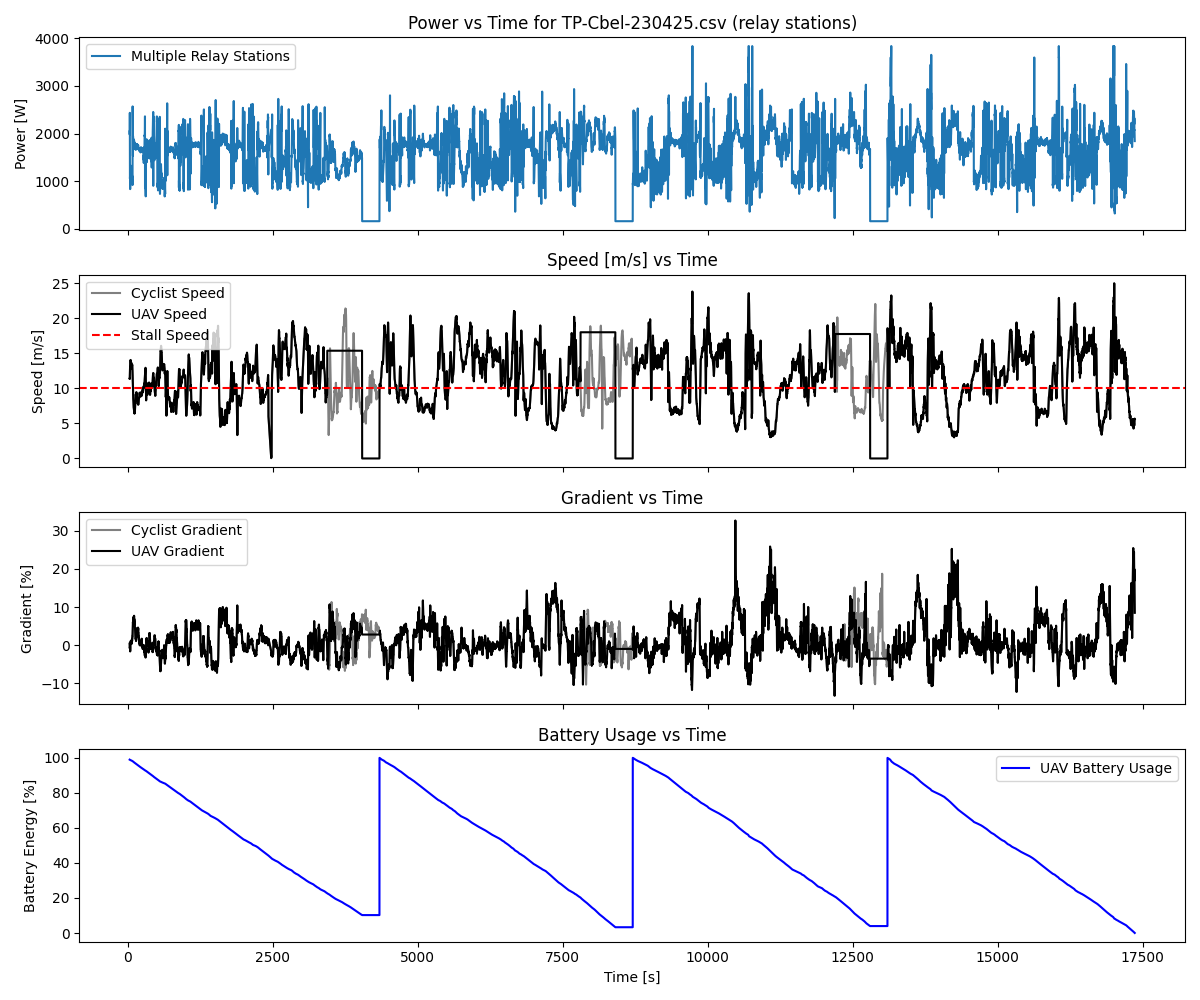 Power vs Time for TP-Cbel-230425.csv (relay stations)
4000
3000
2000
1000
0
Power [W]
Multiple Relay Stations
Speed [m/s] vs Time
25
20
15
10
5
0
Speed [m/s]
Cyclist Speed
UAV Speed
Stall Speed
Gradient vs Time
30
20
10
0
−10
Gradient [%]
Cyclist Gradient
UAV Gradient
Battery Usage vs Time
100
80
60
40
20
0
Battery Energy [%]
UAV Battery Usage
0 2500 5000 7500 10000 12500 15000 17500
Time [s]